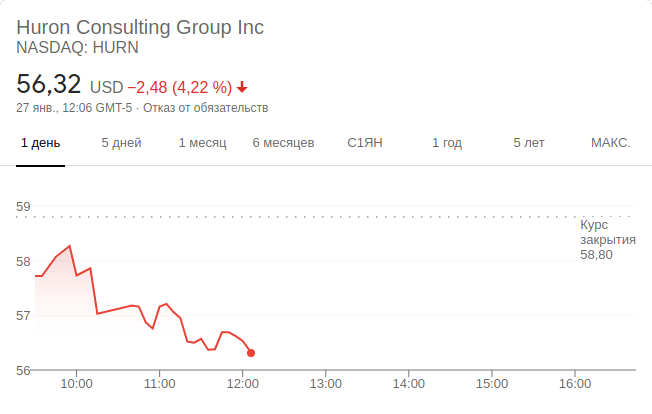 Huron Consulting Group Inc
NASDAQ: HURN
56,32 USD −2,48 (4,22 %)
27 янв., 12:06 GMT-5 · Отказ от обязательств
1 день 5 дней 1 месяц 6 месяцев С1ЯН 1 год 5 лет МАКС.
59
Курс
закрытия
58,80
58
57
56
10:00 11:00 12:00 13:00 14:00 15:00 16:00